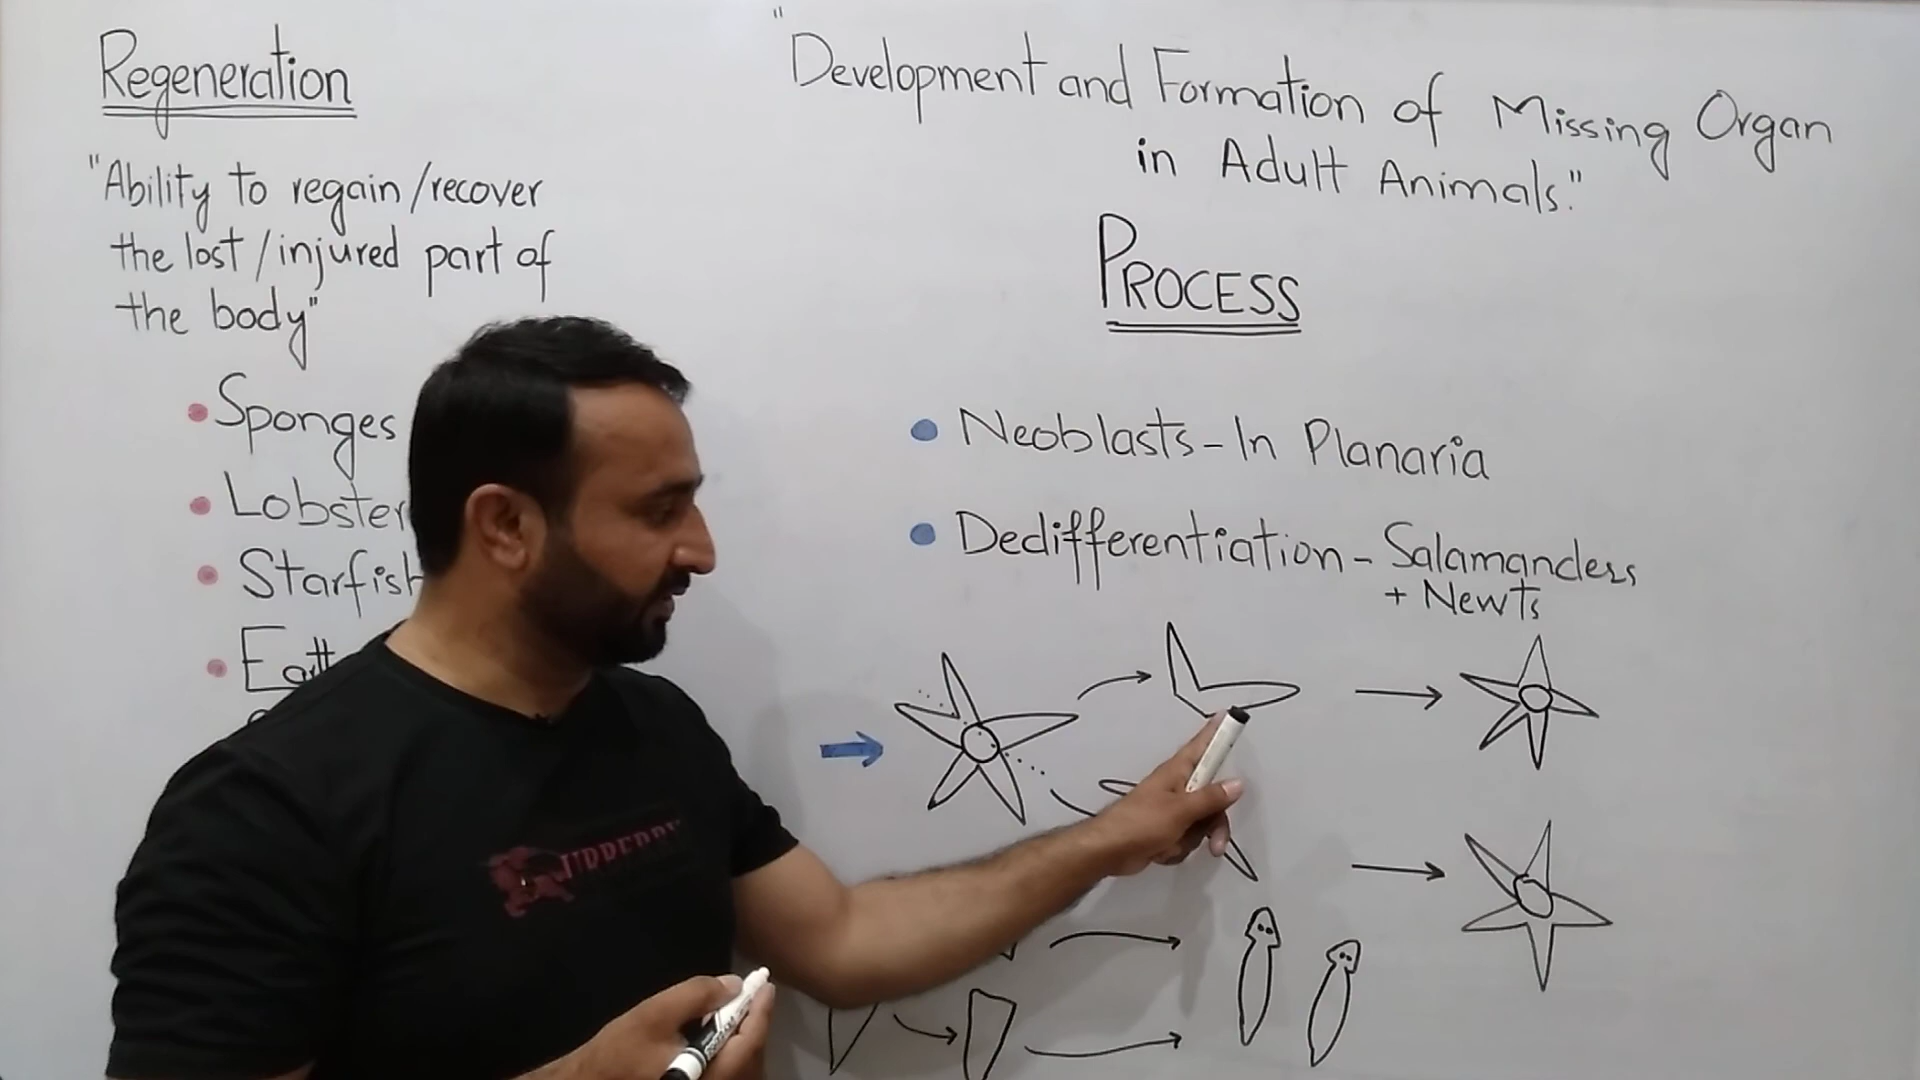 Regeneration
"Ability to regain/recover
the lost/injured part of
the body"
• Sponges
• Lobster
• Starfish
"Development and Formation of Missing Organ
in Adult Animals."
PROCESS
• Neoblasts - In Planaria
• Dedifferentiation - Salamanders
+ Newts